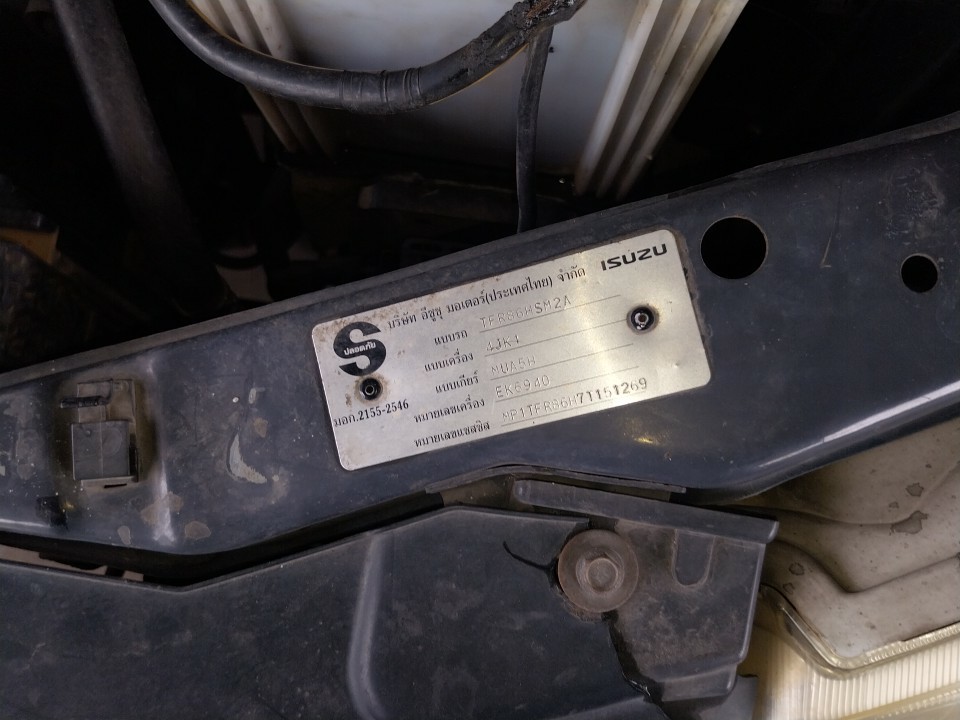 บริษัท อีซูซุ มอเตอร์(ประเทศไทย) จำกัด ISUZU
S
ปลอดภัย
มอก.2155-2546
แบบรถ TFR86HSM2A
แบบเครื่อง 4JK1
แบบเกียร์ MUA5H
หมายเลขเครื่อง EK6940
หมายเลขแชสซิส MP1TFR86H71151269